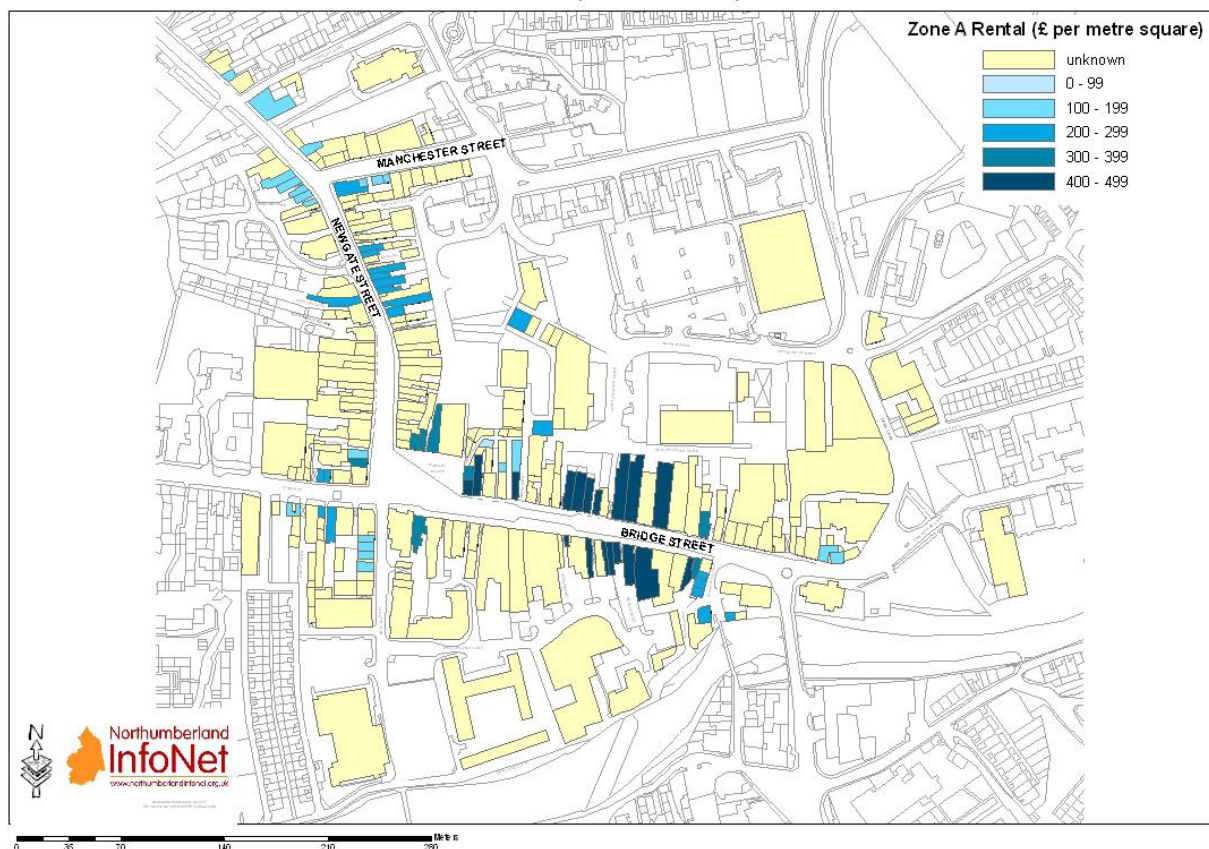 Zone A Rental (£ per metre square)
unknown
0 - 99
100 - 199
200 - 299
300 - 399
400 - 499
MANCHESTER STREET
NEWGATE STREET
BRIDGE STREET
N
Northumberland
InfoNet
www.northumberlandinfonet.org.uk
Meters
0 35 70 140 210 280